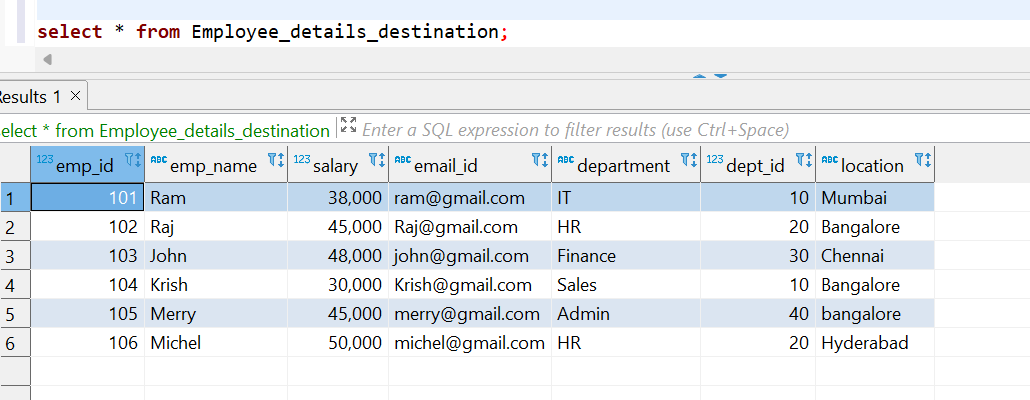 select * from Employee_details_destination;
Results 1 ×
elect * from Employee_details_destination Enter a SQL expression to filter results (use Ctrl+Space)
123 emp_id ABC emp_name 123 salary ABC email_id ABC department 123 dept_id ABC location
1 101 Ram 38,000 ram@gmail.com IT 10 Mumbai
2 102 Raj 45,000 Raj@gmail.com HR 20 Bangalore
3 103 John 48,000 john@gmail.com Finance 30 Chennai
4 104 Krish 30,000 Krish@gmail.com Sales 10 Bangalore
5 105 Merry 45,000 merry@gmail.com Admin 40 bangalore
6 106 Michel 50,000 michel@gmail.com HR 20 Hyderabad